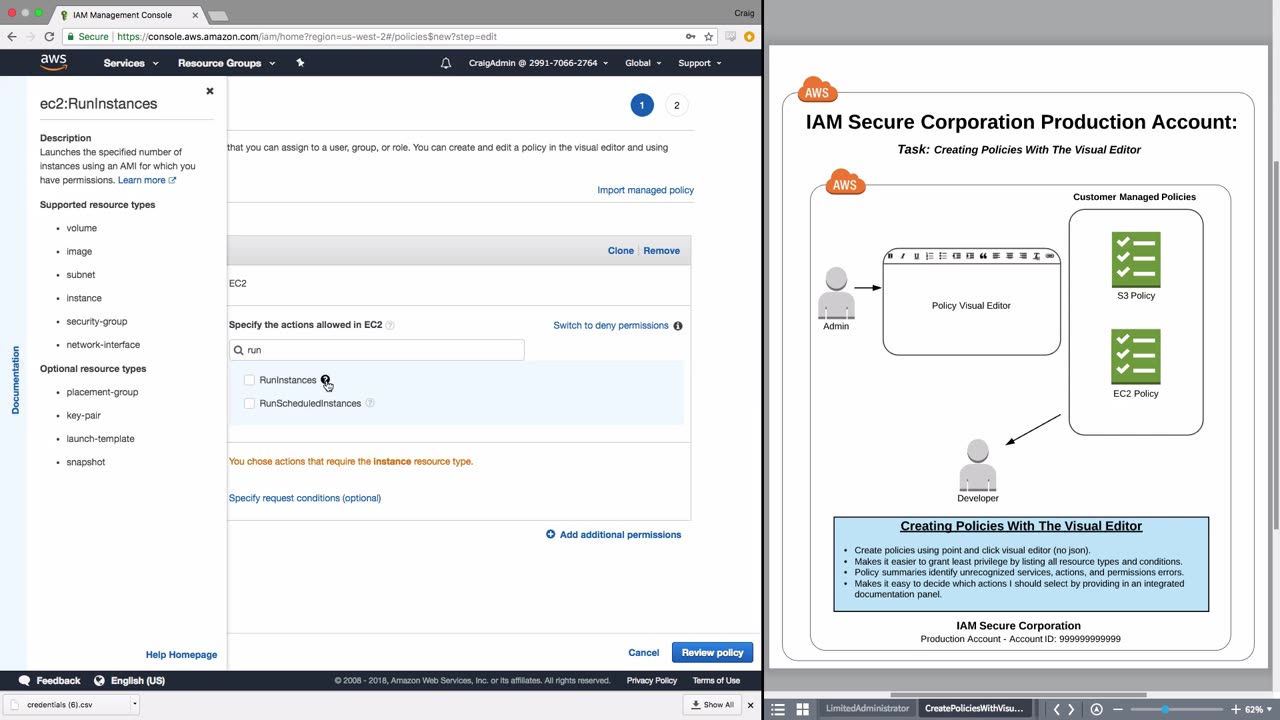 IAM Management Console
Craig
Secure
https://console.aws.amazon.com/iam/home?region=us-west-2#/policies$new?step=edit
aws
Services
Resource Groups
CraigAdmin @ 2991-7066-2764
Global
Support
ec2:RunInstances
1
2
Description
Launches the specified number of
instances using an AMI for which you
have permissions. Learn more
Supported resource types
volume
image
subnet
instance
security-group
network-interface
Optional resource types
placement-group
key-pair
launch-template
snapshot
Documentation
Help Homepage
that you can assign to a user, group, or role. You can create and edit a policy in the visual editor and using
Import managed policy
Clone
Remove
EC2
Specify the actions allowed in EC2
Switch to deny permissions
run
RunInstances
RunScheduledInstances
You chose actions that require the instance resource type.
Specify request conditions (optional)
Add additional permissions
Cancel
Review policy
Feedback
English (US)
© 2008 - 2018, Amazon Web Services, Inc. or its affiliates. All rights reserved.
Privacy Policy
Terms of Use
credentials (6).csv
Show All
AWS
IAM Secure Corporation Production Account:
Task: Creating Policies With The Visual Editor
AWS
Customer Managed Policies
S3 Policy
EC2 Policy
Policy Visual Editor
Admin
Developer
Creating Policies With The Visual Editor
• Create policies using point and click visual editor (no json).
• Makes it easier to grant least privilege by listing all resource types and conditions.
• Policy summaries identify unrecognized services, actions, and permissions errors.
• Makes it easy to decide which actions I should select by providing in an integrated
documentation panel.
IAM Secure Corporation
Production Account - Account ID: 999999999999
LimitedAdministrator
CreatePoliciesWithVisu...
62%